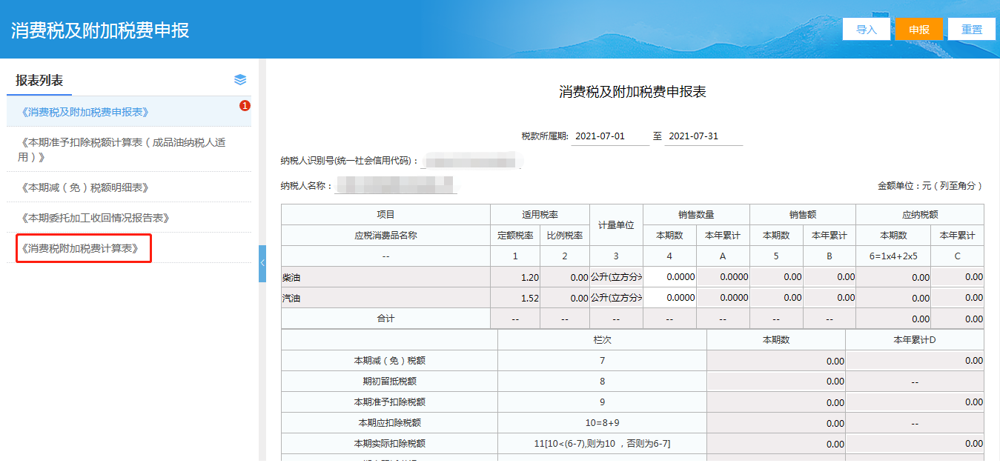 消费税及附加税费申报
导入 申报 重置
报表列表
《消费税及附加税费申报表》 1
《本期准予扣除税额计算表（成品油纳税人适
用）》
《本期减（免）税额明细表》
《本期委托加工收回情况报告表》
《消费税附加税费计算表》
消费税及附加税费申报表
税款所属期: 2021-07-01 至 2021-07-31
纳税人识别号(统一社会信用代码)：
纳税人名称：
金额单位：元（列至角分）
项目 适用税率 计量单位 销售数量 销售额 应纳税额
应税消费品名称 定额税率 比例税率 本期数 本年累计 本期数 本年累计 本期数 本年累计
-- 1 2 3 4 A 5 B 6=1x4+2x5 C
柴油 1.20 0.00 公升(立方分 0.0000 0.0000 0.00 0.00 0.00 0.00
汽油 1.52 0.00 公升(立方分 0.0000 0.0000 0.00 0.00 0.00 0.00
合计 -- -- -- -- -- -- -- 0.00 0.00
栏次 本期数 本年累计D
本期减（免）税额 7 0.00 0.00
期初留抵税额 8 0.00 --
本期准予扣除税额 9 0.00 0.00
本期应扣除税额 10=8+9 0.00 --
本期实际扣除税额 11[10<(6-7),则为10 ，否则为6-7] 0.00 0.00